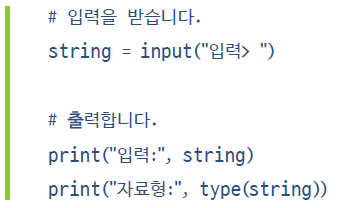 # 입력을 받습니다.
string = input("입력> ")
# 출력합니다.
print("입력:", string)
print("자료형:", type(string))